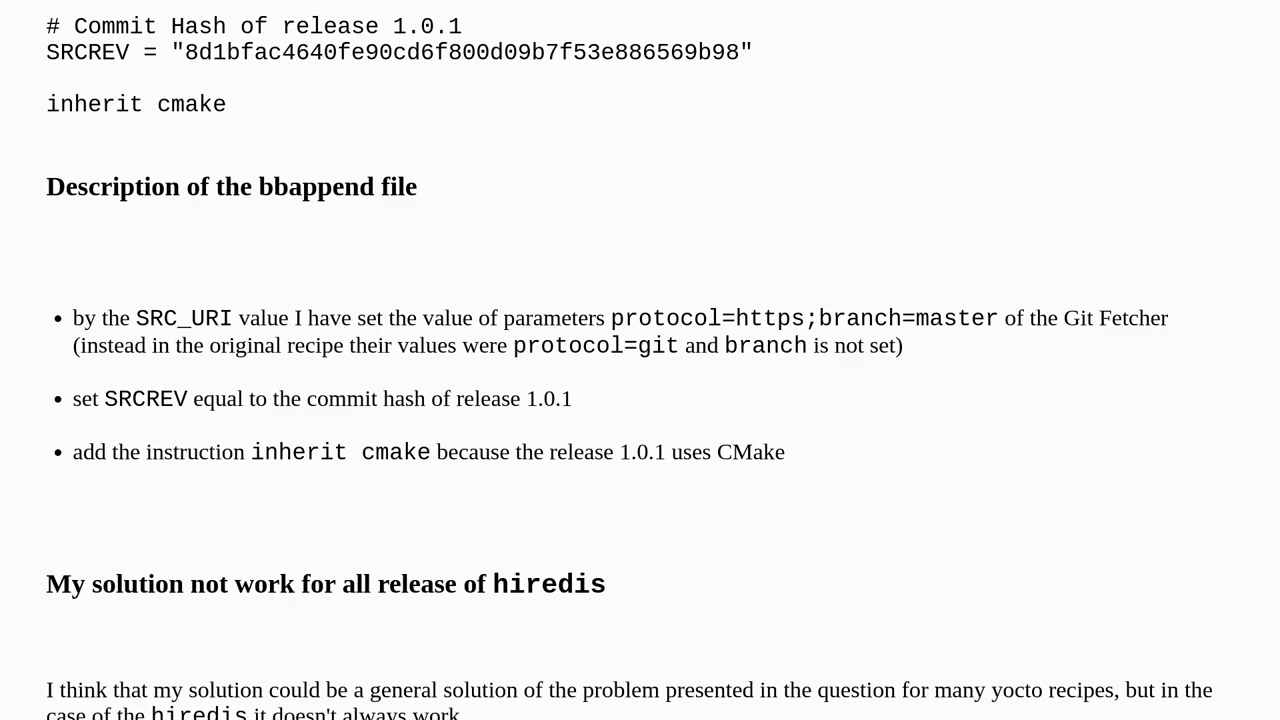 # Commit Hash of release 1.0.1
SRCREV = "8d1bfac4640fe90cd6f800d09b7f53e886569b98"
inherit cmake
Description of the bbappend file
• by the SRC_URI value I have set the value of parameters protocol=https;branch=master of the Git Fetcher
(instead in the original recipe their values were protocol=git and branch is not set)
• set SRCREV equal to the commit hash of release 1.0.1
• add the instruction inherit cmake because the release 1.0.1 uses CMake
My solution not work for all release of hiredis
I think that my solution could be a general solution of the problem presented in the question for many yocto recipes, but in the
case of the hiredis it doesn't always work.